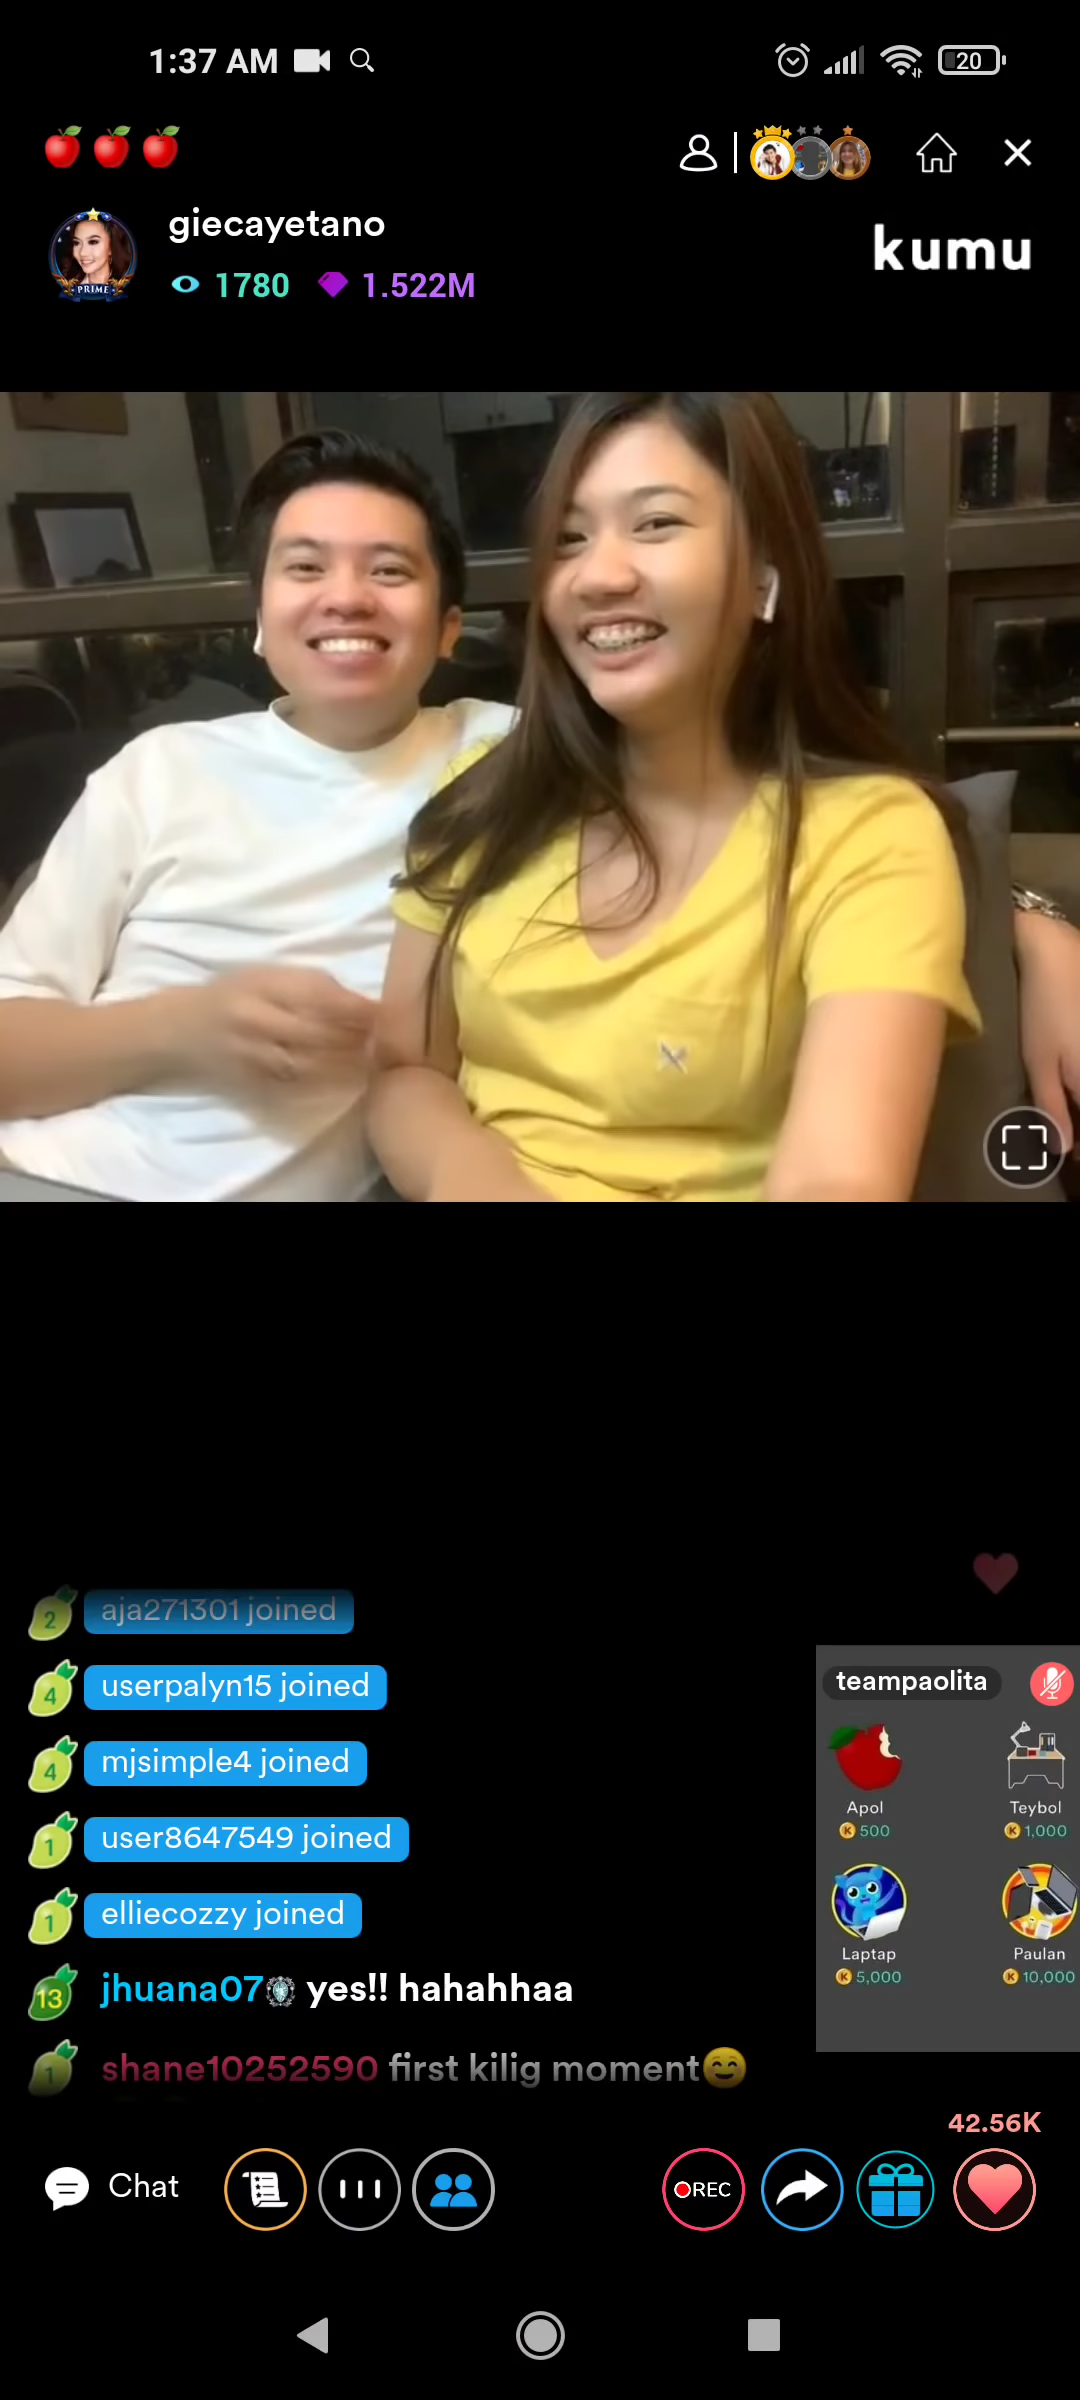 1:37 AM
20
giecayetano
PRIME
1780
1.522M
kumu
2
aja271301 joined
4
userpalyn15 joined
4
mjsimple4 joined
1
user8647549 joined
1
elliecozzy joined
13
jhuana07 yes!! hahahhaa
1
shane10252590 first kilig moment😊
teampaolita
Apol
K 500
Teybol
K 1,000
Laptap
K 5,000
Paulan
K 10,000
42.56K
Chat
REC